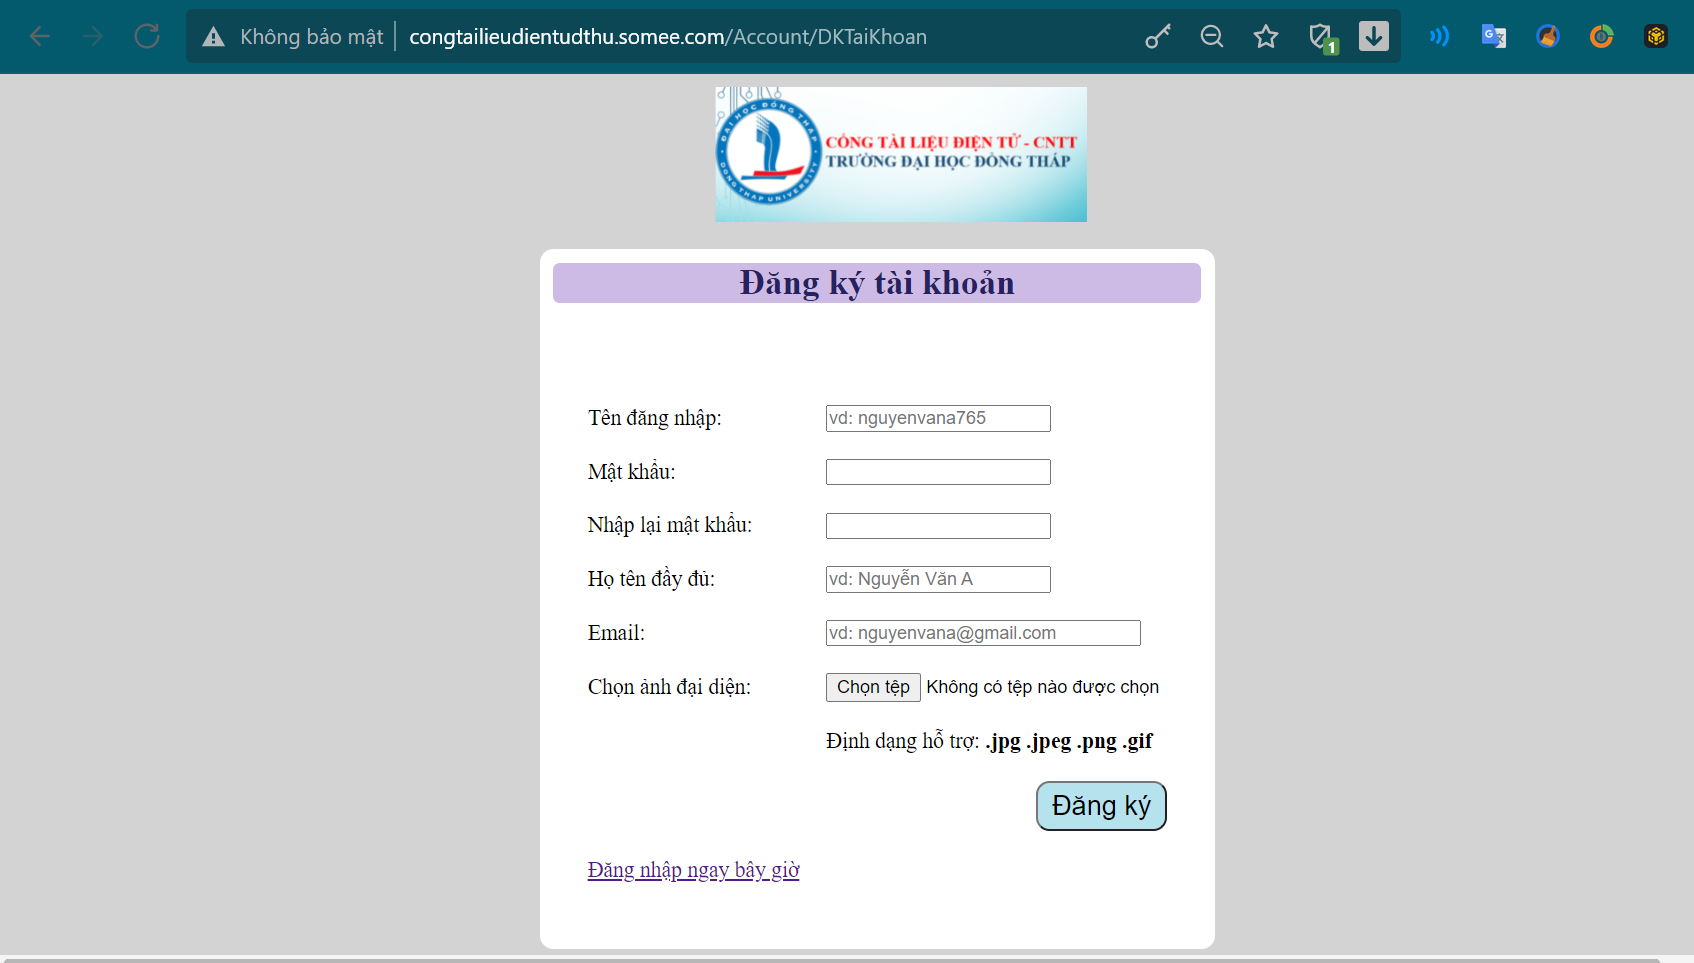 Không bảo mật
congtailieudientudthu.somee.com/Account/DKTaiKhoan
1
ĐẠI HỌC ĐỒNG THÁP
DONG THAP UNIVERSITY
CỔNG TÀI LIỆU ĐIỆN TỬ - CNTT
TRƯỜNG ĐẠI HỌC ĐỒNG THÁP
Đăng ký tài khoản
Tên đăng nhập: vd: nguyenvana765
Mật khẩu:
Nhập lại mật khẩu:
Họ tên đầy đủ: vd: Nguyễn Văn A
Email: vd: nguyenvana@gmail.com
Chọn ảnh đại diện: Chọn tệp Không có tệp nào được chọn
Định dạng hỗ trợ: .jpg .jpeg .png .gif
Đăng ký
Đăng nhập ngay bây giờ